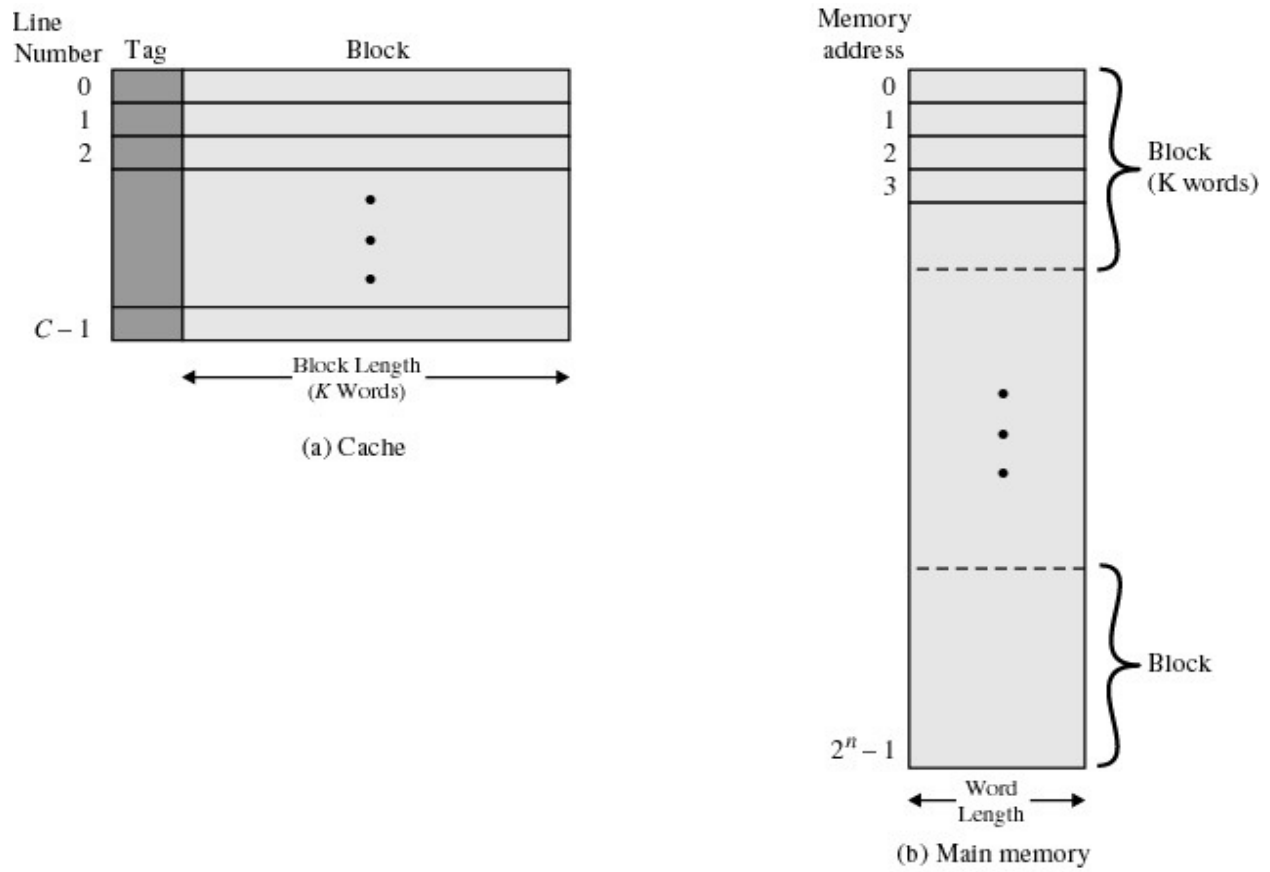 Line
Number Tag Block
0
1
2
C – 1
Block Length
(K Words)
(a) Cache
Memory
address
0
1
2
3
Block
(K words)
Block
2ⁿ – 1
Word
Length
(b) Main memory